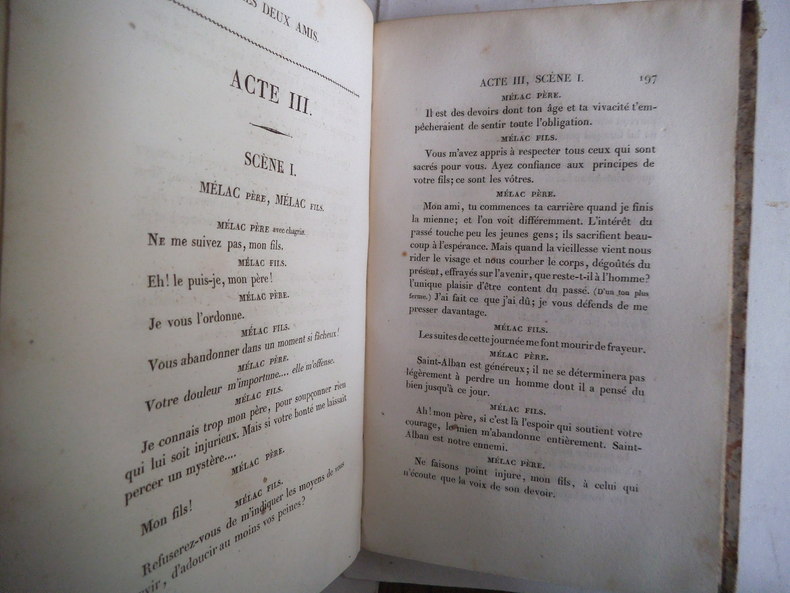 ES DEUX AMIS.
ACTE III.
SCÈNE I.
MÉLAC PÈRE, MÉLAC FILS.
MÉLAC PÈRE avec chagrin.
NE me suivez pas, mon fils.
MÉLAC FILS.
Eh! le puis-je, mon père!
MÉLAC PÈRE.
Je vous l'ordonne.
MÉLAC FILS.
Vous abandonner dans un moment si fâcheux!
MÉLAC PÈRE.
Votre douleur m'importune.... elle m'offense.
MÉLAC FILS.
Je connais trop mon père, pour soupçonner rien
qui lui soit injurieux. Mais si votre bonté me laissait
percer un mystère....
MÉLAC PÈRE.
Mon fils!
MÉLAC FILS.
Refuserez-vous de m'indiquer les moyens de vous
vir, d'adoucir au moins vos peines?
ACTE III, SCÈNE I. 197
MÉLAC PÈRE.
Il est des devoirs dont ton âge et ta vivacité t'em-
pêcheraient de sentir toute l'obligation.
MÉLAC FILS.
Vous m'avez appris à respecter tous ceux qui sont
sacrés pour vous. Ayez confiance aux principes de
votre fils; ce sont les vôtres.
MÉLAC PÈRE.
Mon ami, tu commences ta carrière quand je finis
la mienne; et l'on voit différemment. L'intérêt du
passé touche peu les jeunes gens; ils sacrifient beau-
coup à l'espérance. Mais quand la vieillesse vient nous
rider le visage et nous courber le corps, dégoûtés du
présent, effrayés sur l'avenir, que reste-t-il à l'homme?
l'unique plaisir d'être content du passé. (D'un ton plus
ferme.) J'ai fait ce que j'ai dû; je vous défends de me
presser davantage.
MÉLAC FILS.
Les suites de cette journée me font mourir de frayeur.
MÉLAC PÈRE.
Saint-Alban est généreux; il ne se déterminera pas
légèrement à perdre un homme dont il a pensé du
bien jusqu'à ce jour.
MÉLAC FILS.
Ah! mon père, si c'est là l'espoir qui soutient votre
courage, le mien m'abandonne entièrement. Saint-
Alban est notre ennemi.
MÉLAC PÈRE.
Ne faisons point injure, mon fils, à celui qui
n'écoute que la voix de son devoir.